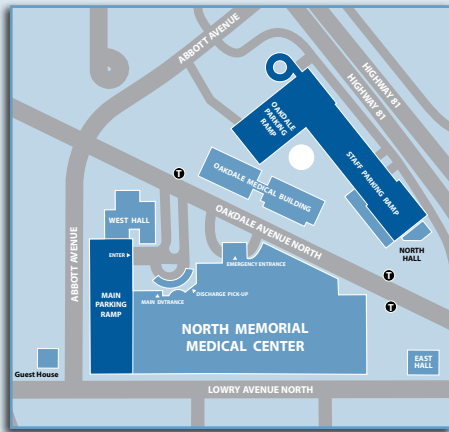 ABBOTT AVENUE
HIGHWAY 81
HIGHWAY 81
OAKDALE
PARKING
RAMP
STAFF PARKING RAMP
OAKDALE MEDICAL BUILDING
T
OAKDALE AVENUE NORTH
WEST HALL
NORTH
HALL
ABBOTT AVENUE
ENTER
EMERGENCY ENTRANCE
T
MAIN
PARKING
RAMP
DISCHARGE PICK-UP
MAIN ENTRANCE
T
NORTH MEMORIAL
MEDICAL CENTER
EAST
HALL
Guest House
LOWRY AVENUE NORTH